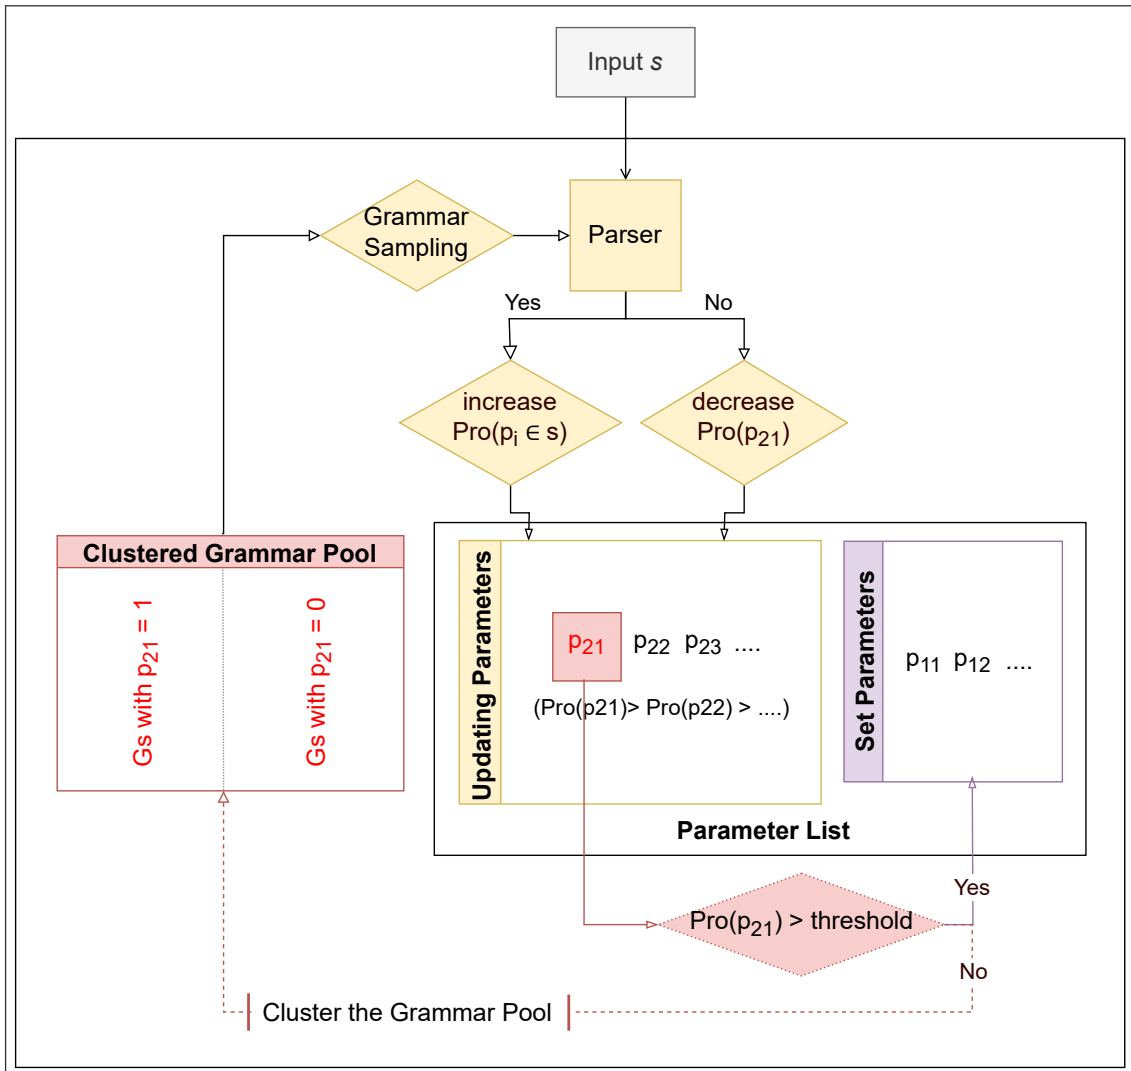 Input s
Grammar
Sampling
Parser
Yes
No
increase
Pro(pᵢ ∈ s)
decrease
Pro(p₂₁)
Clustered Grammar Pool
Gs with p₂₁ = 1
Gs with p₂₁ = 0
Updating Parameters
p₂₁ p₂₂ p₂₃ ....
(Pro(p21)> Pro(p22) > ....)
Set Parameters
p₁₁ p₁₂ ....
Parameter List
Pro(p₂₁) > threshold
Yes
No
Cluster the Grammar Pool